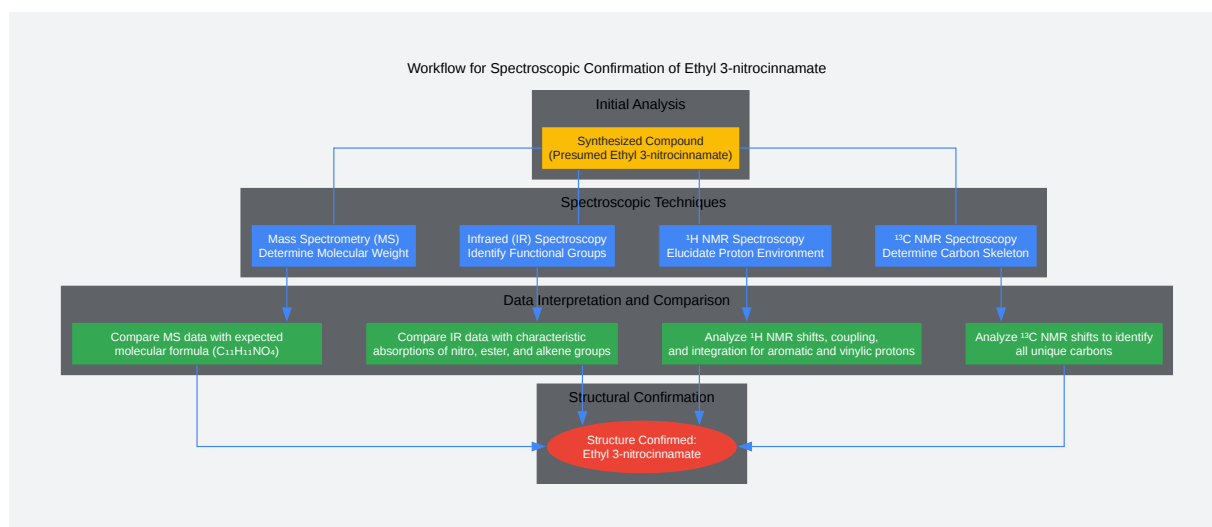 Workflow for Spectroscopic Confirmation of Ethyl 3-nitrocinnamate
Initial Analysis
Synthesized Compound
(Presumed Ethyl 3-nitrocinnamate)
Spectroscopic Techniques
Mass Spectrometry (MS)
Determine Molecular Weight
Infrared (IR) Spectroscopy
Identify Functional Groups
¹H NMR Spectroscopy
Elucidate Proton Environment
¹³C NMR Spectroscopy
Determine Carbon Skeleton
Data Interpretation and Comparison
Compare MS data with expected
molecular formula (C₁₁H₁₁NO₄)
Compare IR data with characteristic
absorptions of nitro, ester, and alkene groups
Analyze ¹H NMR shifts, coupling,
and integration for aromatic and vinylic protons
Analyze ¹³C NMR shifts to identify
all unique carbons
Structural Confirmation
Structure Confirmed:
Ethyl 3-nitrocinnamate